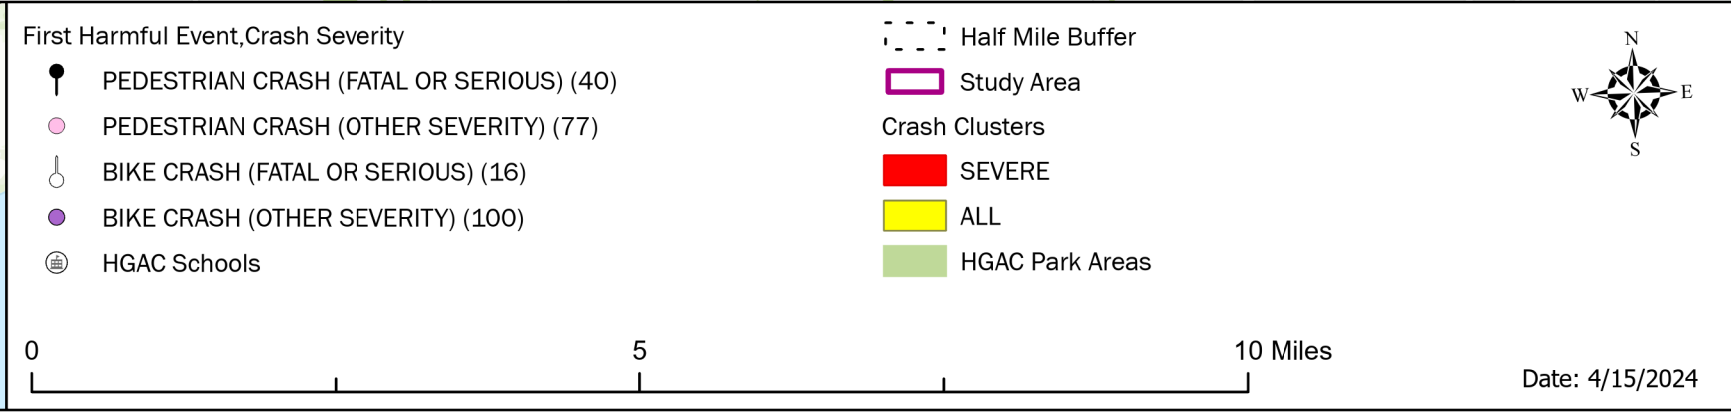 First Harmful Event,Crash Severity
PEDESTRIAN CRASH (FATAL OR SERIOUS) (40)
PEDESTRIAN CRASH (OTHER SEVERITY) (77)
BIKE CRASH (FATAL OR SERIOUS) (16)
BIKE CRASH (OTHER SEVERITY) (100)
HGAC Schools
Half Mile Buffer
Study Area
Crash Clusters
SEVERE
ALL
HGAC Park Areas
N
W E
S
0 5 10 Miles
Date: 4/15/2024